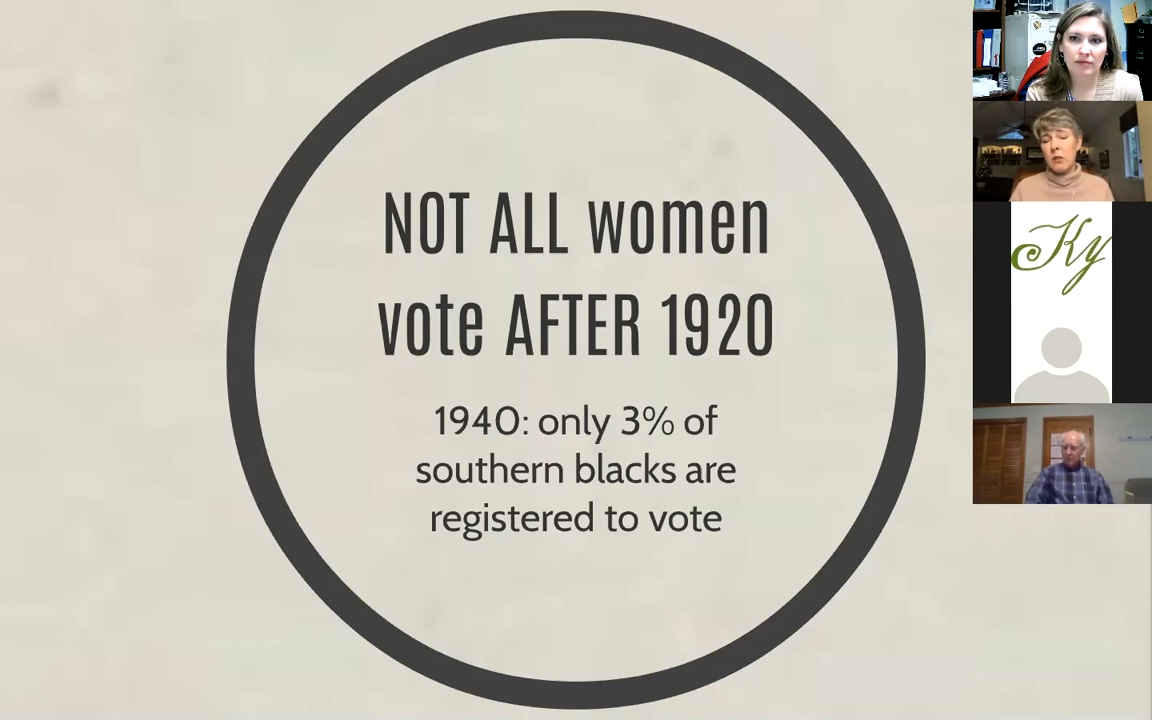 NOT ALL women
vote AFTER 1920
1940: only 3% of
southern blacks are
registered to vote
Ky